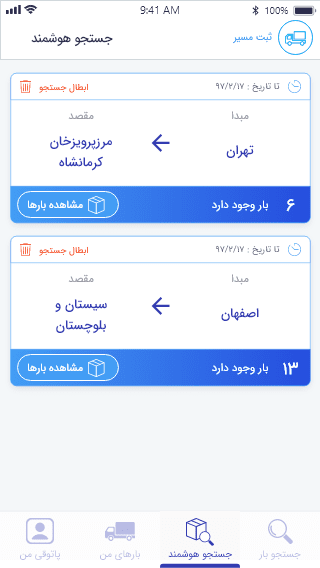 9:41 AM
100%
ثبت مسیر
جستجو هوشمند
تا تاریخ : ۹۷/۲/۱۷
ابطال جستجو
مبدا
مقصد
تهران
مرزپرویزخان
کرمانشاه
۶ بار وجود دارد
مشاهده بارها
تا تاریخ : ۹۷/۲/۱۷
ابطال جستجو
مبدا
مقصد
اصفهان
سیستان و
بلوچستان
۱۳ بار وجود دارد
مشاهده بارها
جستجو بار
جستجو هوشمند
بارهای من
پاتوقی من